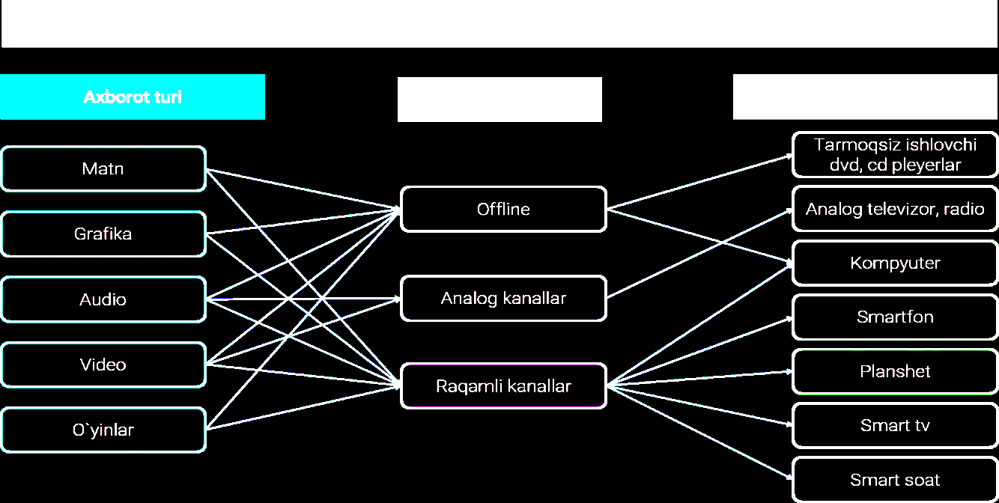 Axborot turi
Matn
Grafika
Audio
Video
O`yinlar
Offline
Analog kanallar
Raqamli kanallar
Tarmoqsiz ishlovchi
dvd, cd pleyerlar
Analog televizor, radio
Kompyuter
Smartfon
Planshet
Smart tv
Smart soat